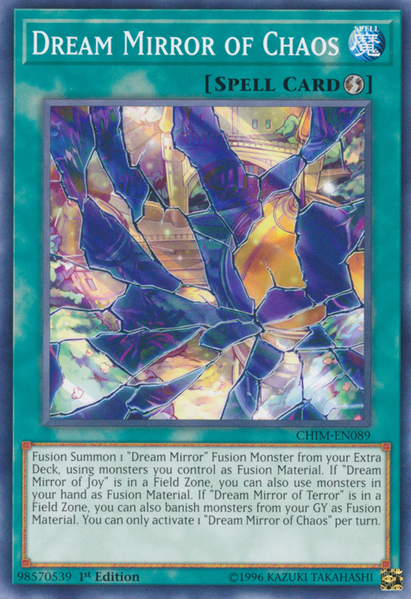 DREAM MIRROR OF CHAOS
SPELL
魔
[SPELL CARD]
CHIM-EN089
Fusion Summon 1 "Dream Mirror" Fusion Monster from your Extra
Deck, using monsters you control as Fusion Material. If "Dream
Mirror of Joy" is in a Field Zone, you can also use monsters in
your hand as Fusion Material. If "Dream Mirror of Terror" is in a
Field Zone, you can also banish monsters from your GY as Fusion
Material. You can only activate 1 "Dream Mirror of Chaos" per turn.
98570539 1st Edition ©1996 KAZUKI TAKAHASHI